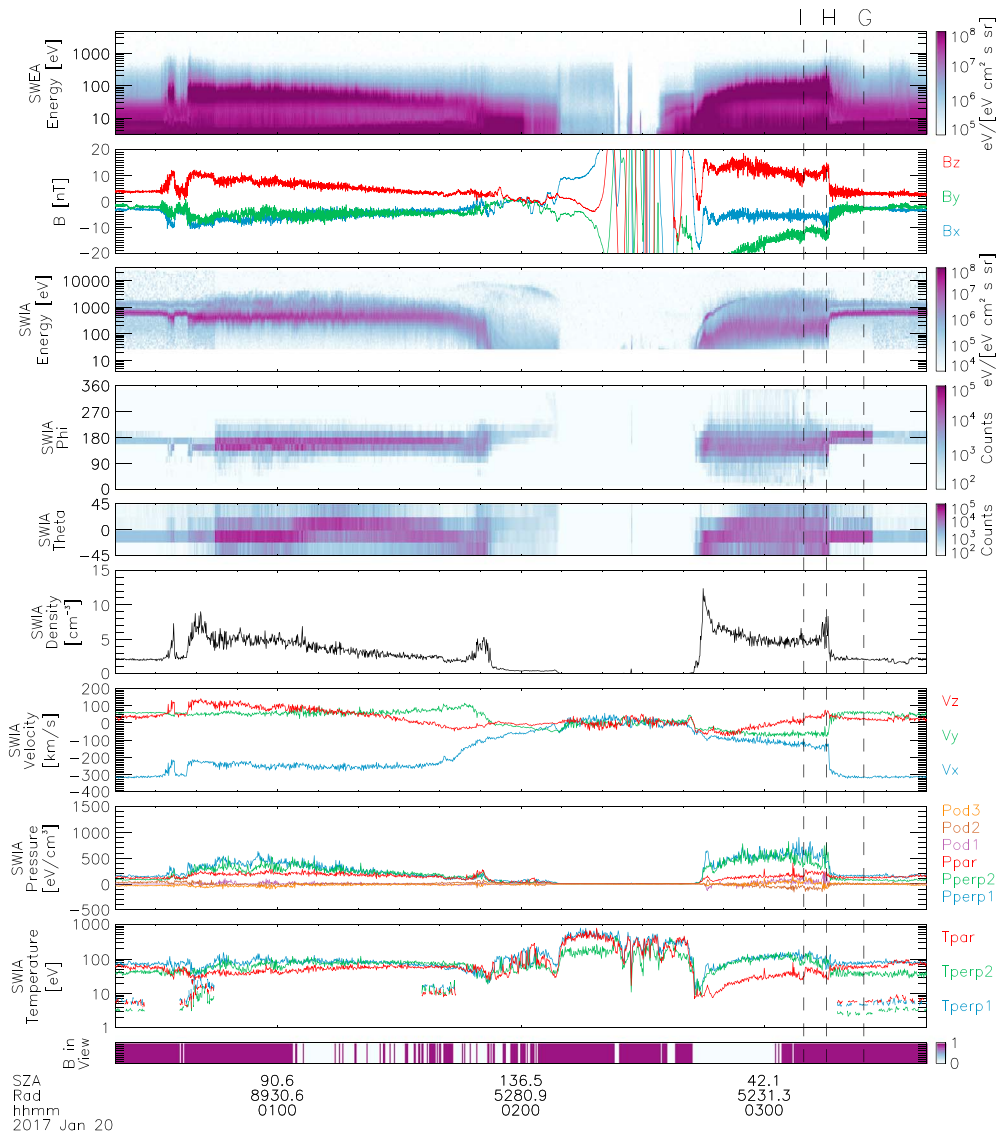 I H G
SWEA
Energy [eV]
1000
100
10
10⁸
10⁷
10⁶
10⁵
eV/[eV cm² s sr]
B [nT]
20
10
0
−10
−20
Bz
By
Bx
SWIA
Energy [eV]
10000
1000
100
10
10⁸
10⁷
10⁶
10⁵
10⁴
eV/[eV cm² s sr]
SWIA
Phi
360
270
180
90
0
10⁵
10⁴
10³
10²
Counts
SWIA
Theta
45
0
−45
10⁵
10⁴
10³
10²
Counts
SWIA
Density
[cm⁻³]
15
10
5
0
SWIA
Velocity
[km/s]
200
100
0
−100
−200
−300
−400
Vz
Vy
Vx
SWIA
Pressure
[eV/cm³]
1500
1000
500
0
−500
Pod3
Pod2
Pod1
Ppar
Pperp2
Pperp1
SWIA
Temperature
[eV]
1000
100
10
1
Tpar
Tperp2
Tperp1
B in
View
1
0
SZA 90.6 136.5 42.1
Rad 8930.6 5280.9 5231.3
hhmm 0100 0200 0300
2017 Jan 20